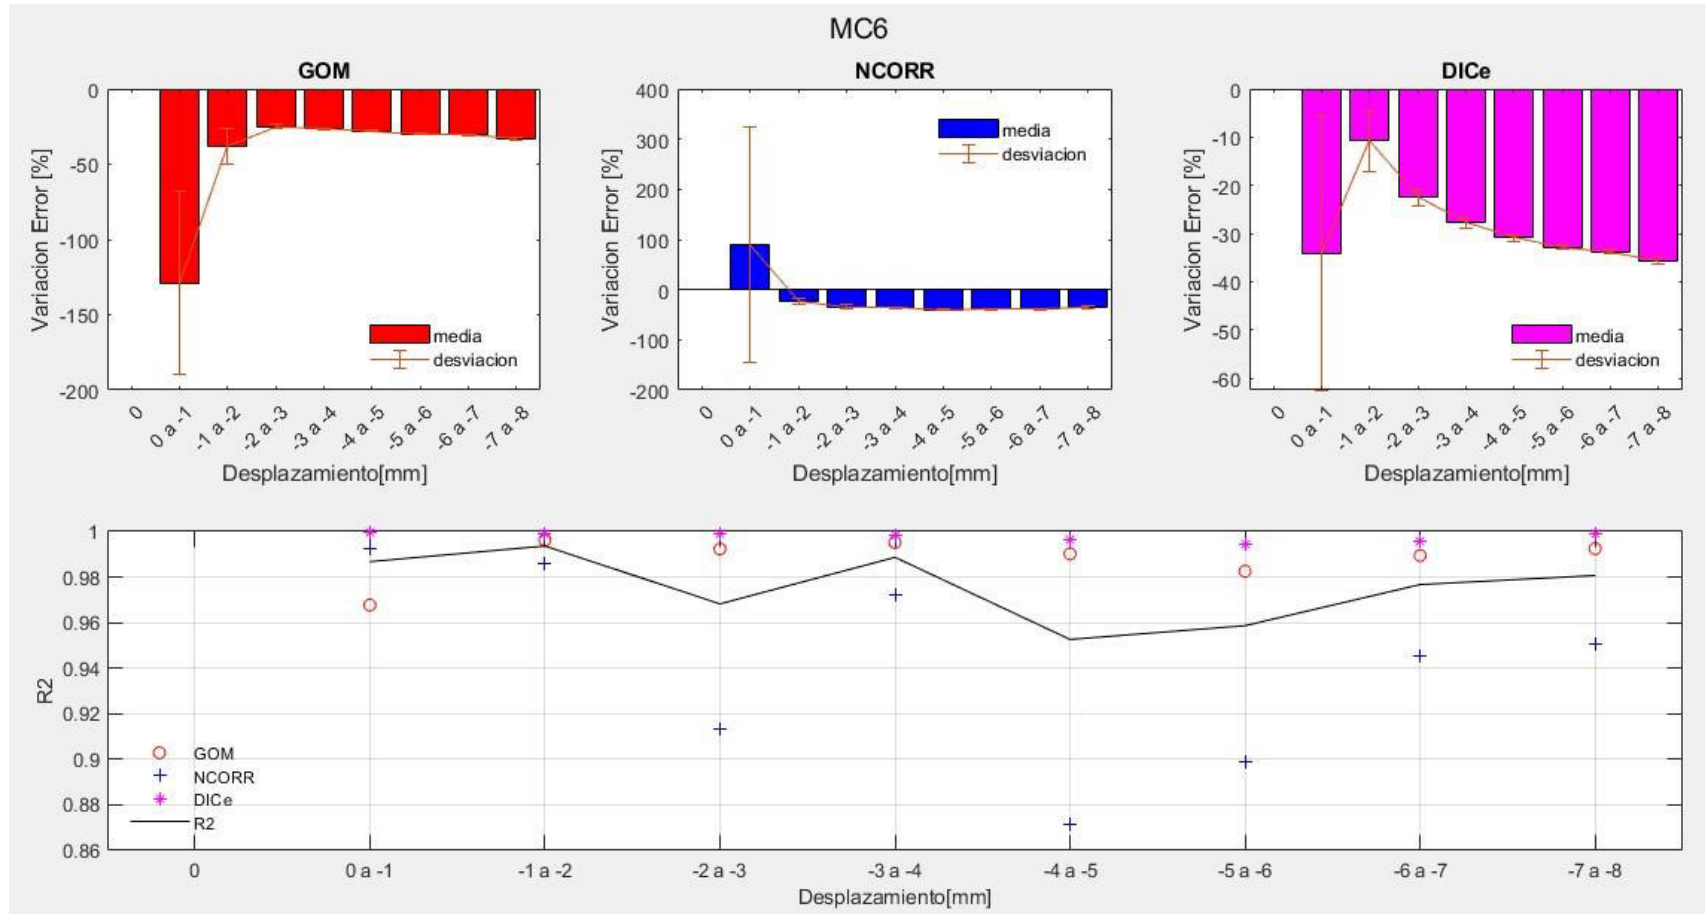 MC6
GOM
0
-50
-100
-150
-200
Variacion Error [%]
media
desviacion
0
0 a -1
-1 a -2
-2 a -3
-3 a -4
-4 a -5
-5 a -6
-6 a -7
-7 a -8
Desplazamiento[mm]
NCORR
400
300
200
100
0
-100
-200
Variacion Error [%]
media
desviacion
0
0 a -1
-1 a -2
-2 a -3
-3 a -4
-4 a -5
-5 a -6
-6 a -7
-7 a -8
Desplazamiento[mm]
DICe
0
-10
-20
-30
-40
-50
-60
Variacion Error [%]
media
desviacion
0
0 a -1
-1 a -2
-2 a -3
-3 a -4
-4 a -5
-5 a -6
-6 a -7
-7 a -8
Desplazamiento[mm]
1
0.98
0.96
0.94
0.92
0.9
0.88
0.86
R2
GOM
NCORR
DICe
R2
0
0 a -1
-1 a -2
-2 a -3
-3 a -4
-4 a -5
-5 a -6
-6 a -7
-7 a -8
Desplazamiento[mm]